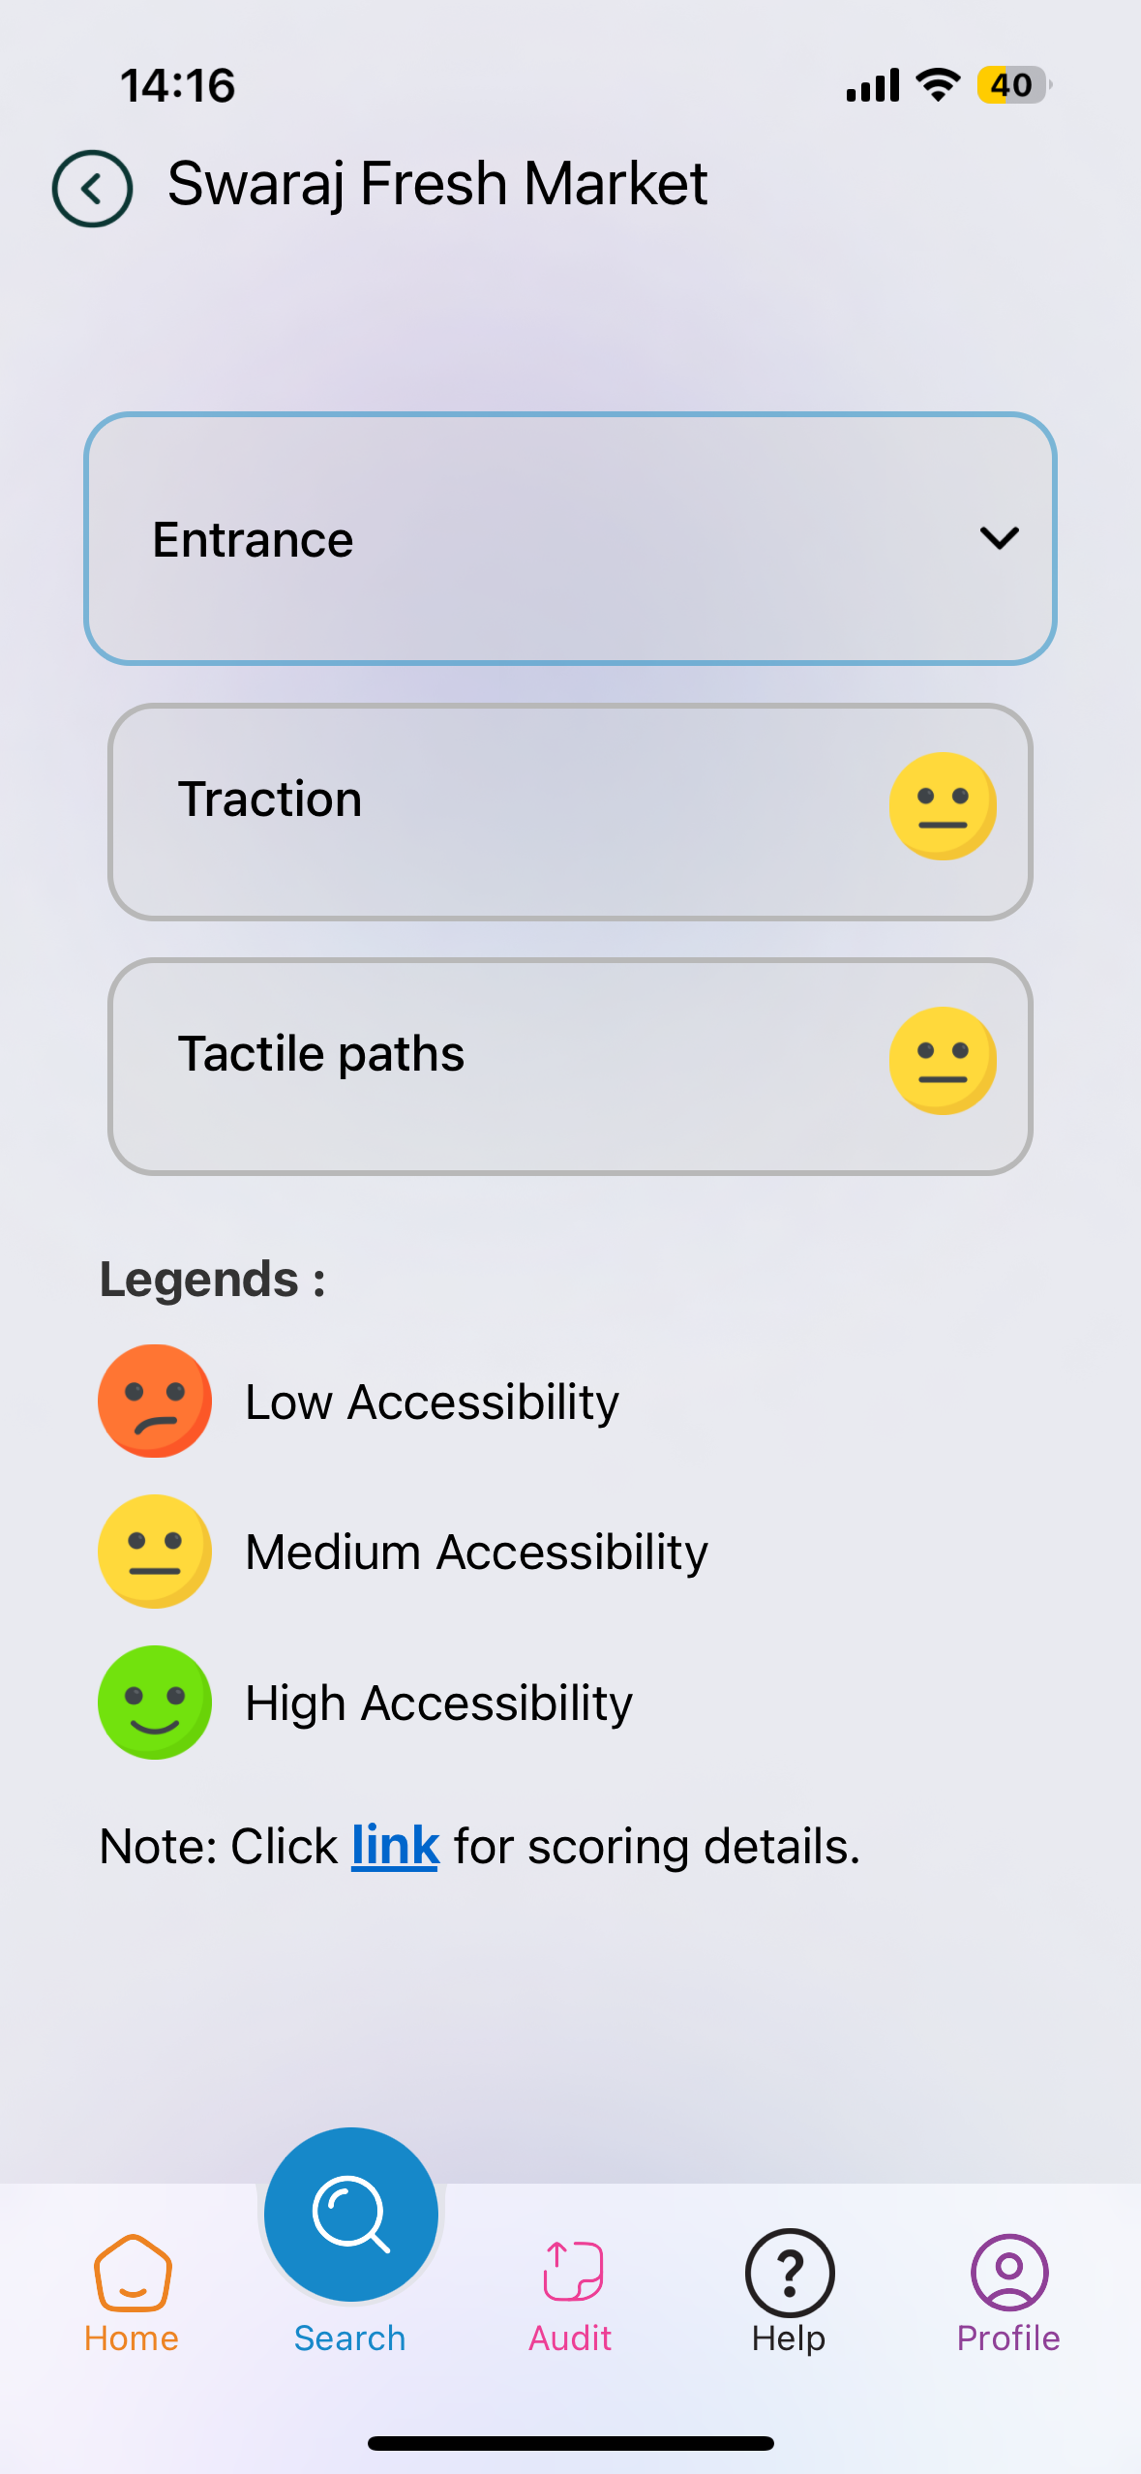 14:16
40
Swaraj Fresh Market
Entrance
Traction
Tactile paths
Legends :
Low Accessibility
Medium Accessibility
High Accessibility
Note: Click link for scoring details.
Home
Search
Audit
Help
Profile